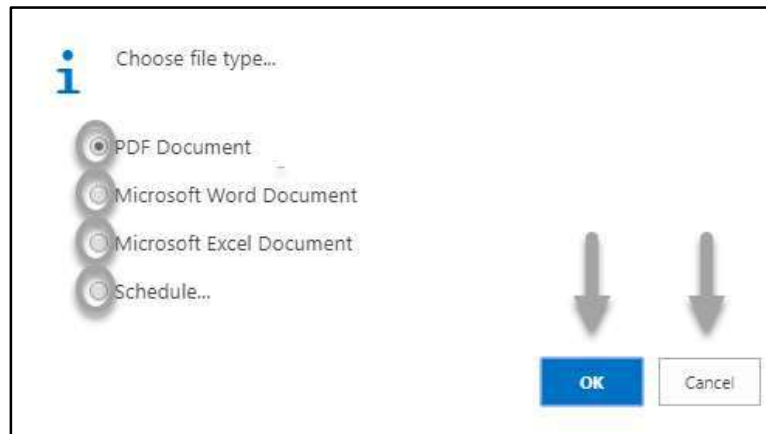 Choose file type...
PDF Document
Microsoft Word Document
Microsoft Excel Document
Schedule...
OK
Cancel